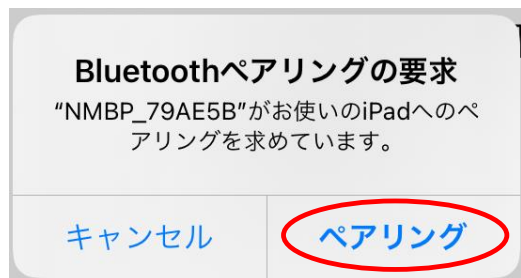 Bluetoothペアリングの要求
“NMBP_79AE5B”がお使いのiPadへのペ
アリングを求めています。
キャンセル
ペアリング